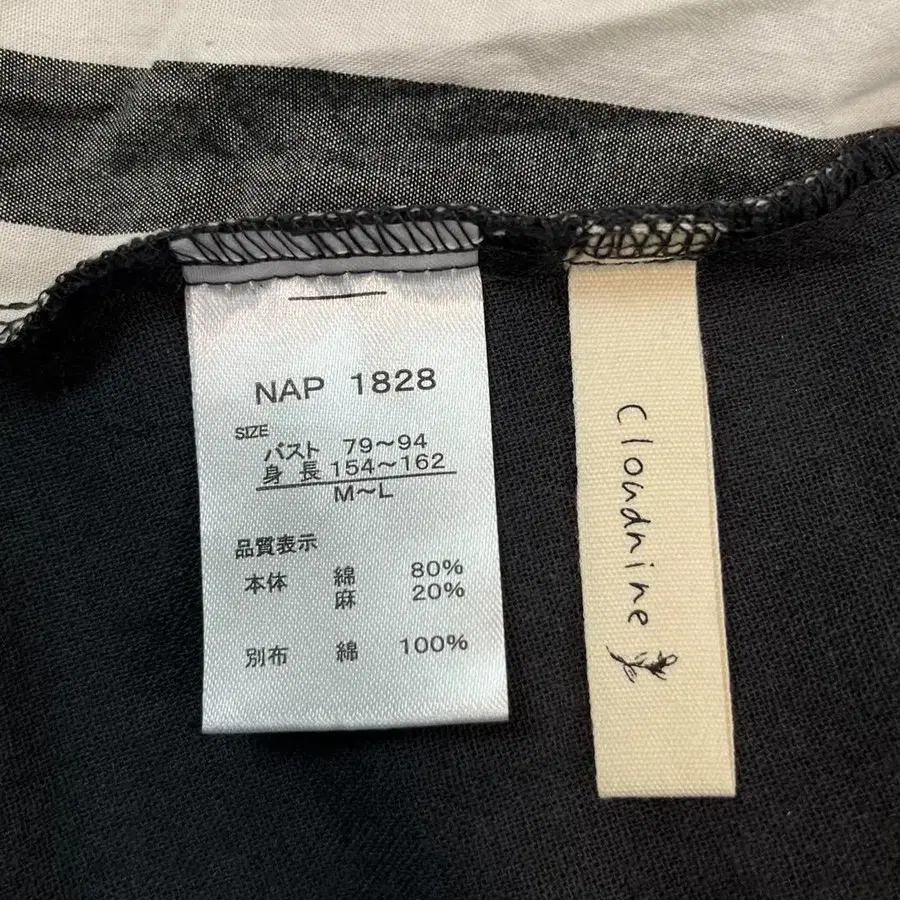 NAP 1828
SIZE
バスト 79～94
身 長 154～162
M～L
品質表示
本体 綿 80%
麻 20%
別布 綿 100%
Cloudnine